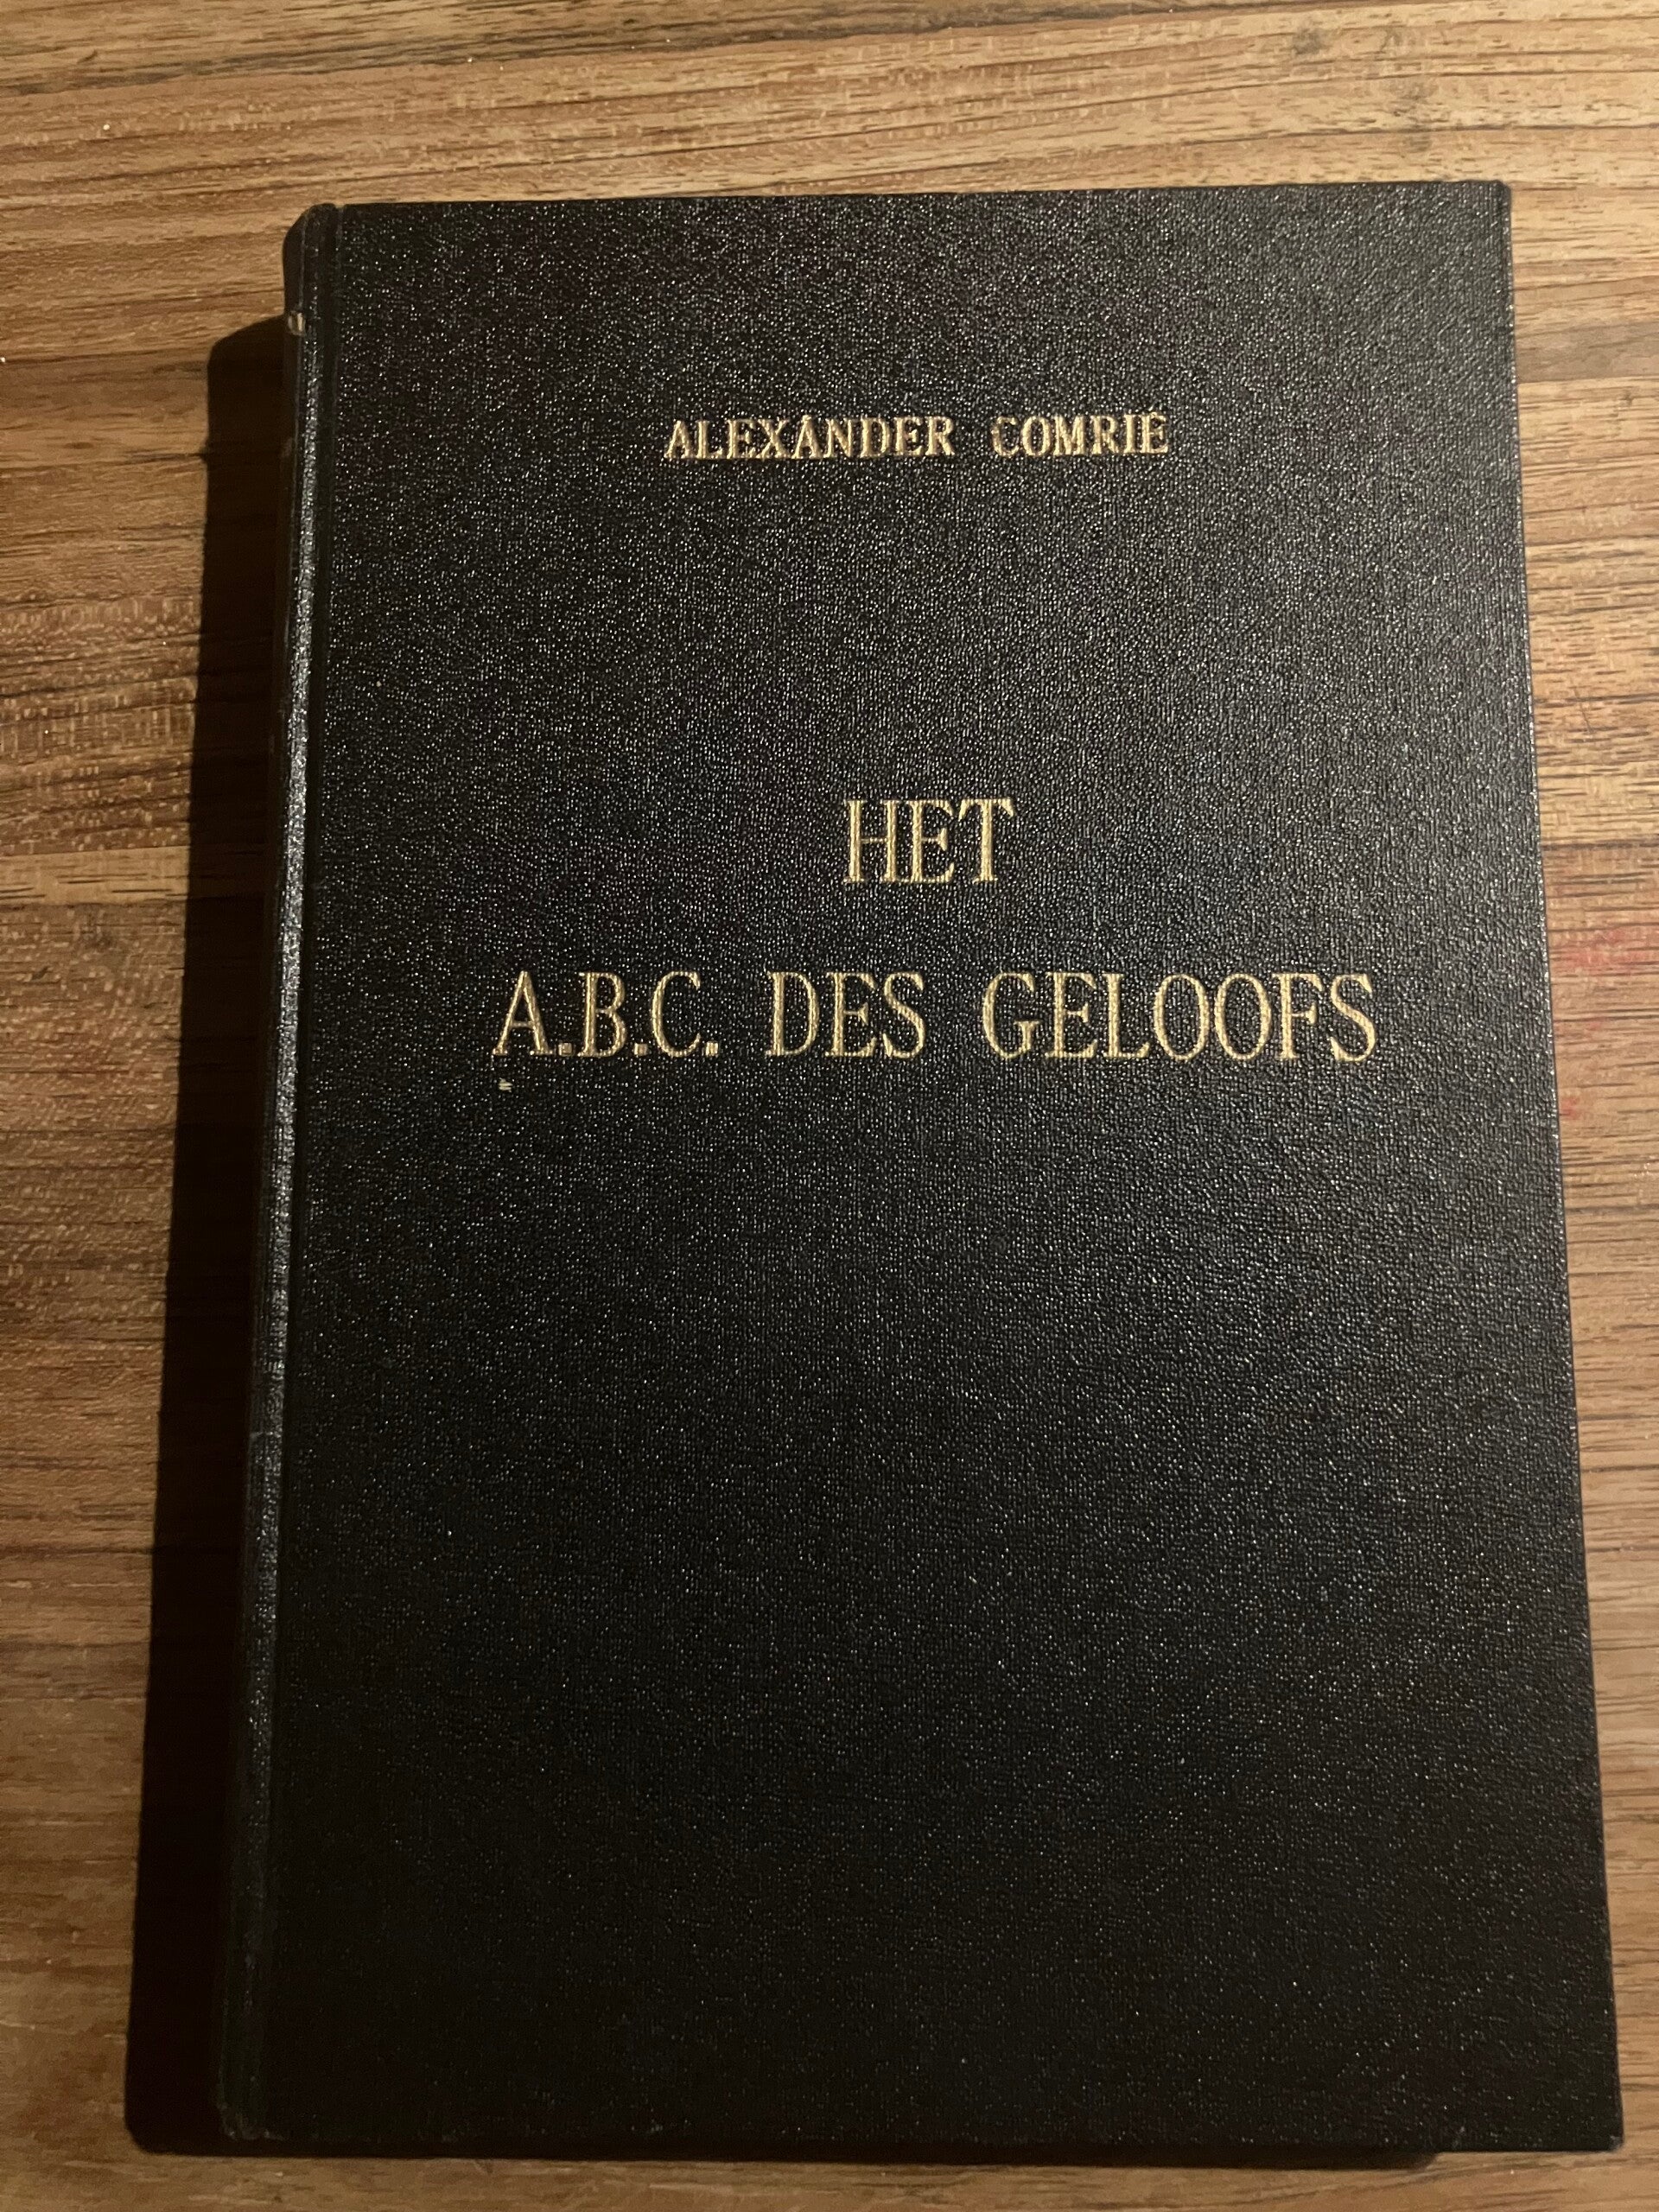 ALEXANDER COMRIE
HET
A.B.C. DES GELOOFS